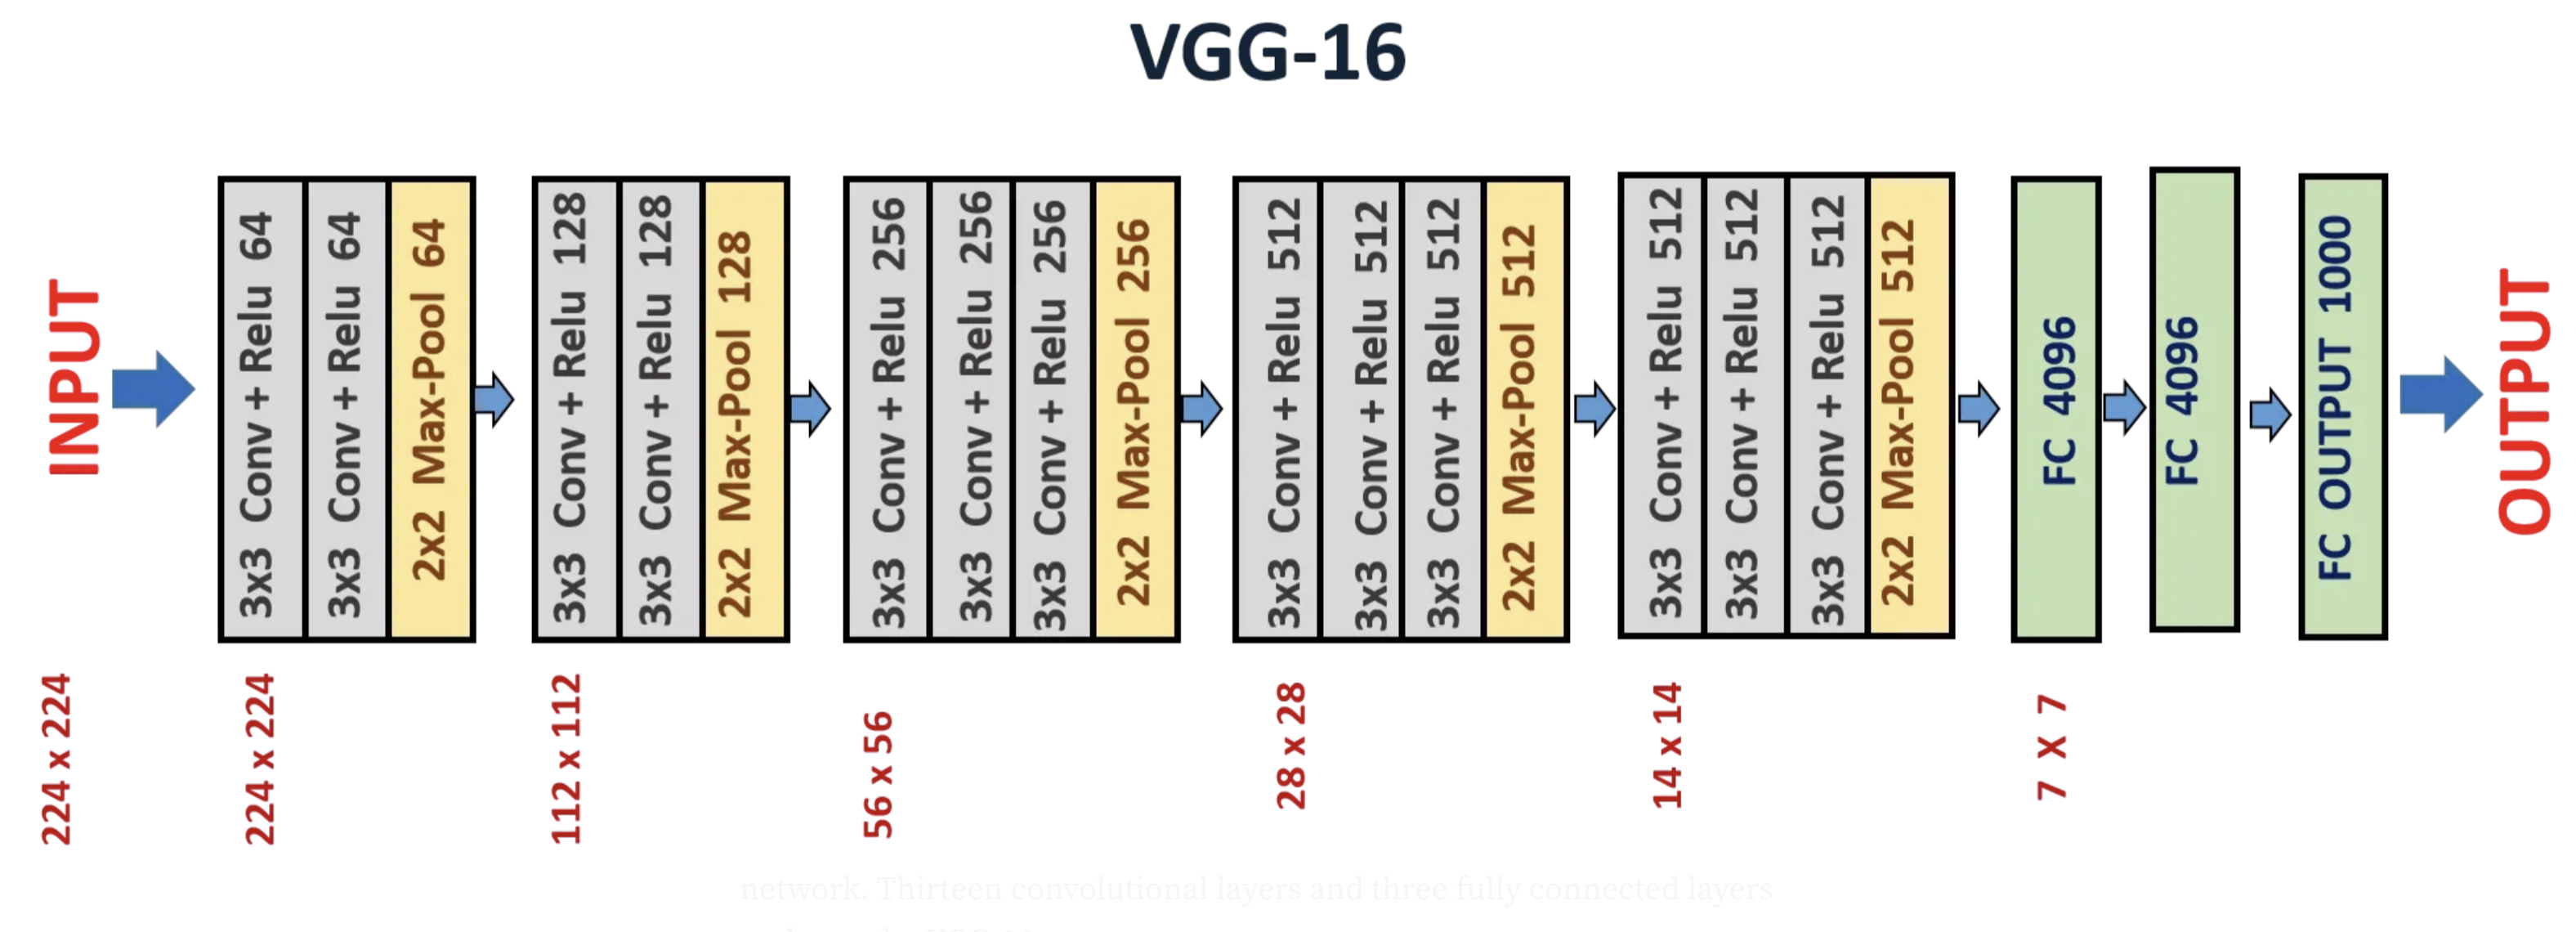 VGG-16
INPUT
3x3 Conv + Relu 64
3x3 Conv + Relu 64
2x2 Max-Pool 64
3x3 Conv + Relu 128
3x3 Conv + Relu 128
2x2 Max-Pool 128
3x3 Conv + Relu 256
3x3 Conv + Relu 256
3x3 Conv + Relu 256
2x2 Max-Pool 256
3x3 Conv + Relu 512
3x3 Conv + Relu 512
3x3 Conv + Relu 512
2x2 Max-Pool 512
3x3 Conv + Relu 512
3x3 Conv + Relu 512
3x3 Conv + Relu 512
2x2 Max-Pool 512
FC 4096
FC 4096
FC OUTPUT 1000
OUTPUT
224 x 224
224 x 224
112 x 112
56 x 56
28 x 28
14 x 14
7 X 7
network. Thirteen convolutional layers and three fully connected layers